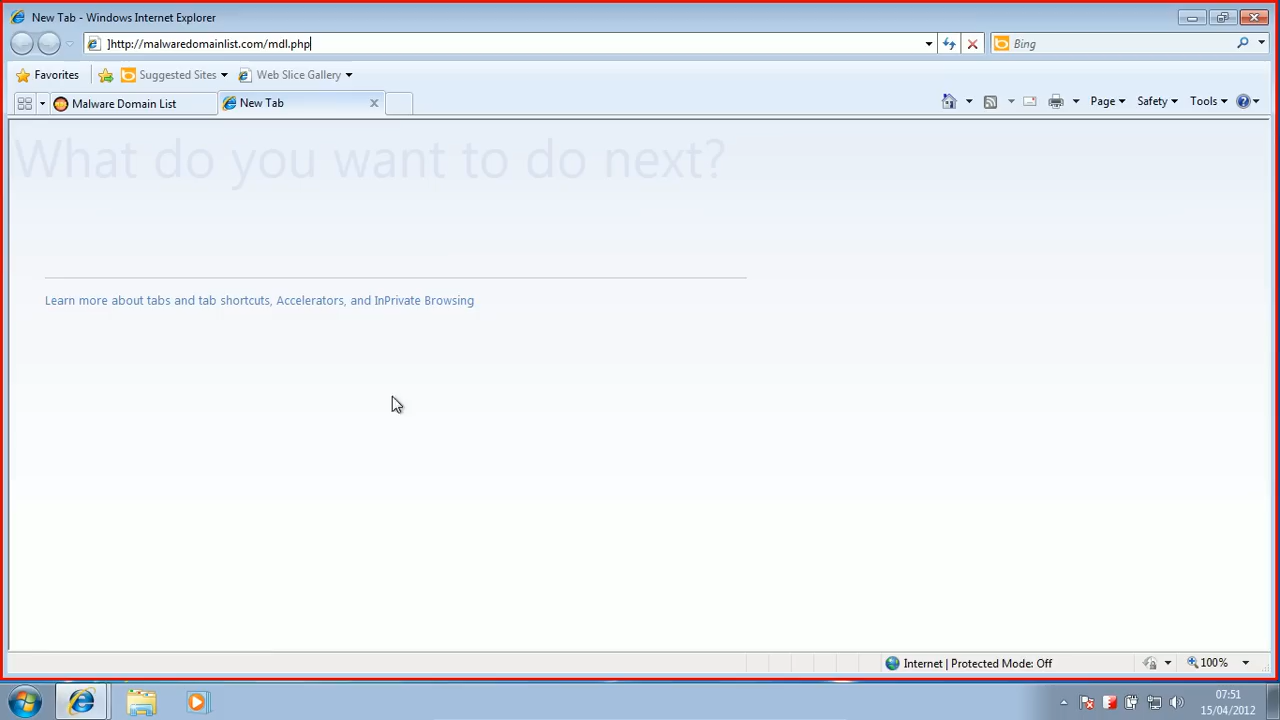 New Tab - Windows Internet Explorer
]http://malwaredomainlist.com/mdl.php
Bing
Favorites
Suggested Sites
Web Slice Gallery
Malware Domain List
New Tab
Page
Safety
Tools
What do you want to do next?
Learn more about tabs and tab shortcuts, Accelerators, and InPrivate Browsing
Internet | Protected Mode: Off
100%
07:51
15/04/2012